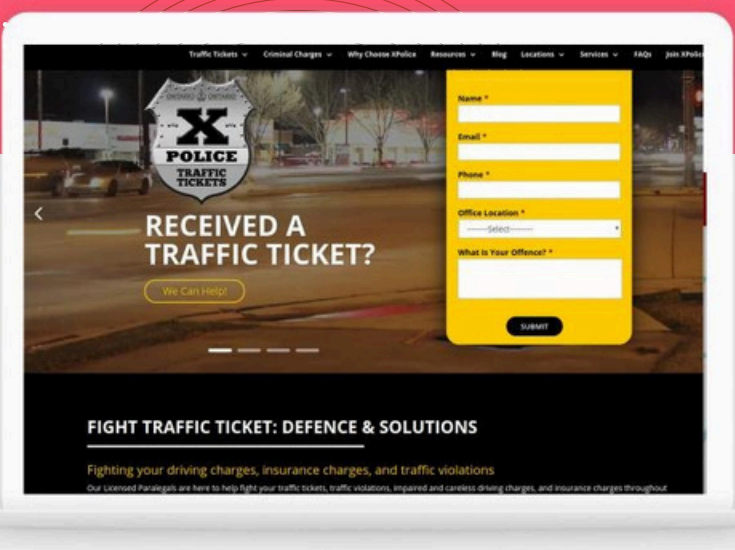 Traffic Tickets Criminal Charges Why Choose XPolice Resources Blog Locations Services FAQs Join XPolice
ONTARIO ONTARIO
X
POLICE
TRAFFIC
TICKETS
RECEIVED A
TRAFFIC TICKET?
We Can Help!
Name *
Email *
Phone *
Office Location *
-------Select-------
What Is Your Offence? *
SUBMIT
FIGHT TRAFFIC TICKET: DEFENCE & SOLUTIONS
Fighting your driving charges, insurance charges, and traffic violations
Our Licensed Paralegals are here to help fight your traffic tickets, traffic violations, impaired and careless driving charges, and insurance charges throughout